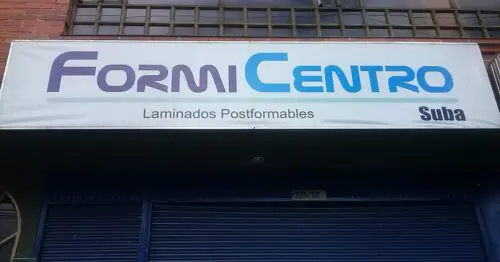 FORMICENTRO
Laminados Postformables
Suba